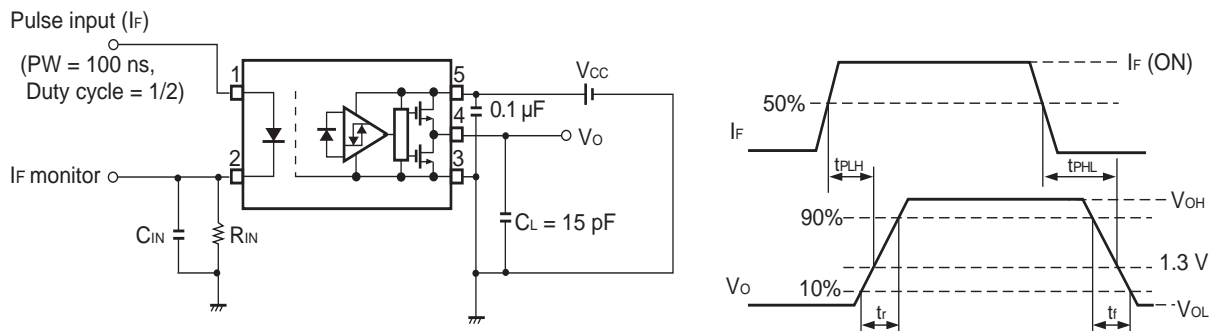 Pulse input (IF)
(PW = 100 ns,
Duty cycle = 1/2)
1
2
5
4
3
VCC
0.1 µF
VO
IF monitor
CIN
RIN
CL = 15 pF
IF (ON)
50%
IF
tPLH
tPHL
VOH
90%
1.3 V
VO
10%
VOL
tr
tf